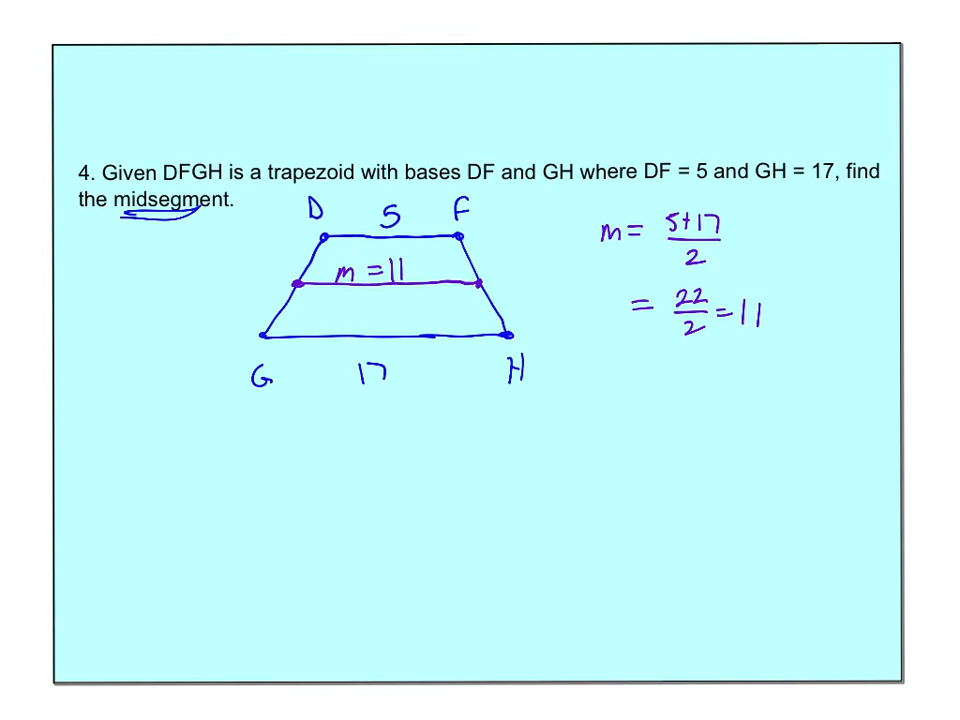 4. Given DFGH is a trapezoid with bases DF and GH where DF = 5 and GH = 17, find
the midsegment.
D 5 F
m = 11
G 17 H
m = 5+17/2
= 22/2 = 11